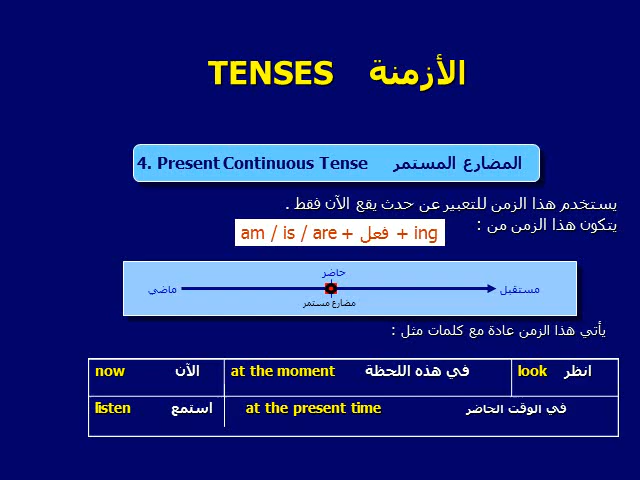 TENSES الأزمنة
4. Present Continuous Tense المضارع المستمر
يستخدم هذا الزمن للتعبير عن حدث يقع الآن فقط .
يتكون هذا الزمن من :
am / is / are + فعل + ing
حاضر
ماضي
مستقبل
مضارع مستمر
يأتي هذا الزمن عادة مع كلمات مثل :
now الآن at the moment في هذه اللحظة look انظر
listen استمع at the present time في الوقت الحاضر